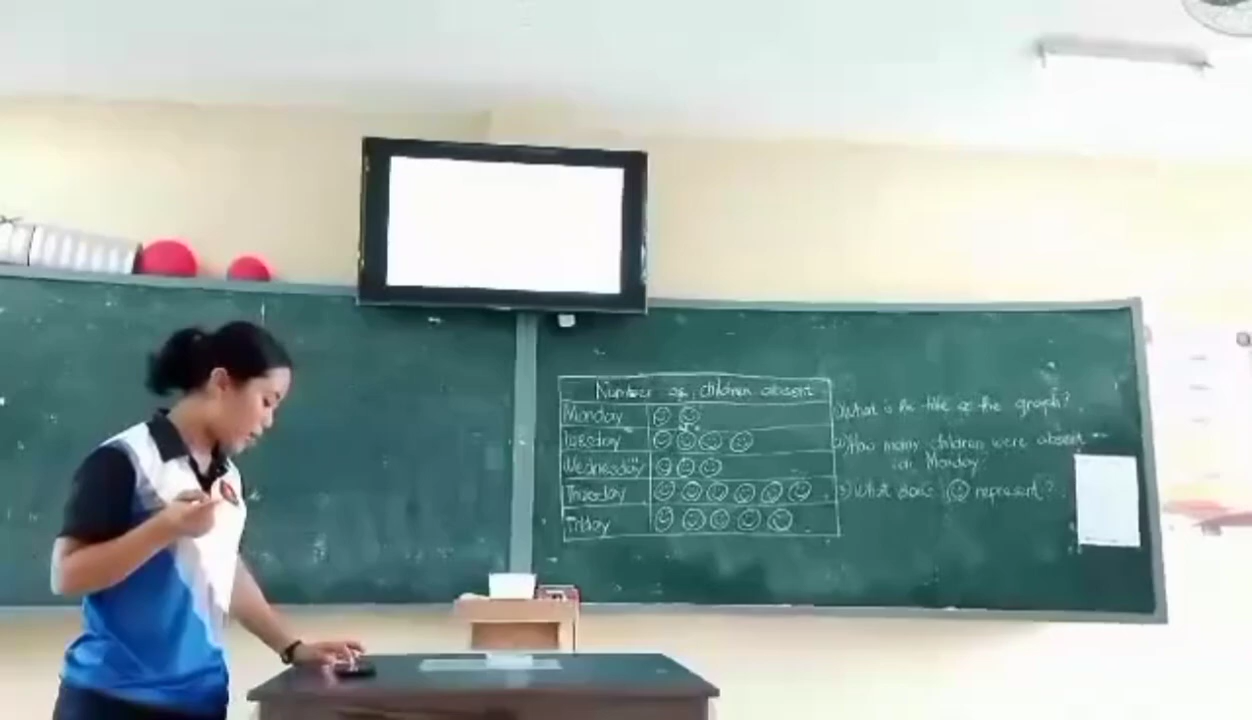 Number of children absent
Monday
Tuesday
Wednesday
Thursday
Friday
1) What is the title of the graph?
2) How many children were absent
on Monday.
3) What does ☺ represent?